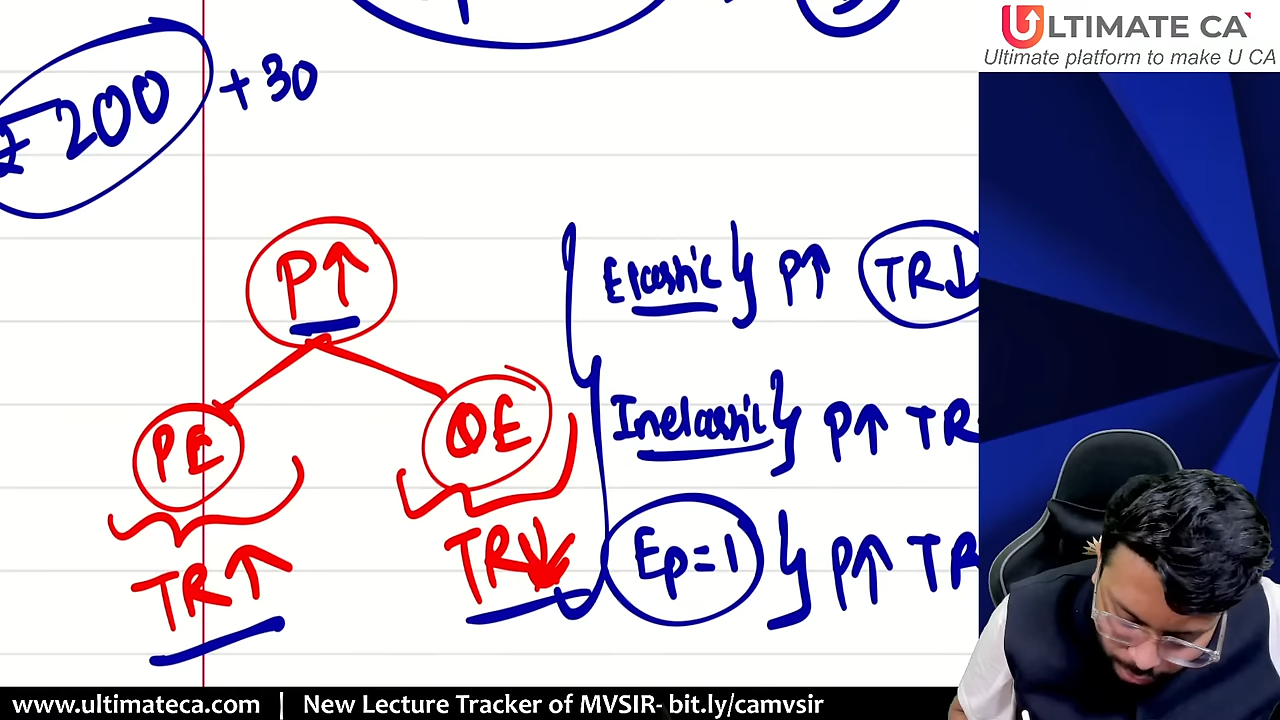 ULTIMATE CA
Ultimate platform to make U CA
₹200 + 30
P↑
Elastic } P↑ TR↓
PE QE
Inelastic } P↑ TR
TR↑ TR↓
Ep=1 } P↑ TR
www.ultimateca.com | New Lecture Tracker of MVSIR- bit.ly/camvsir